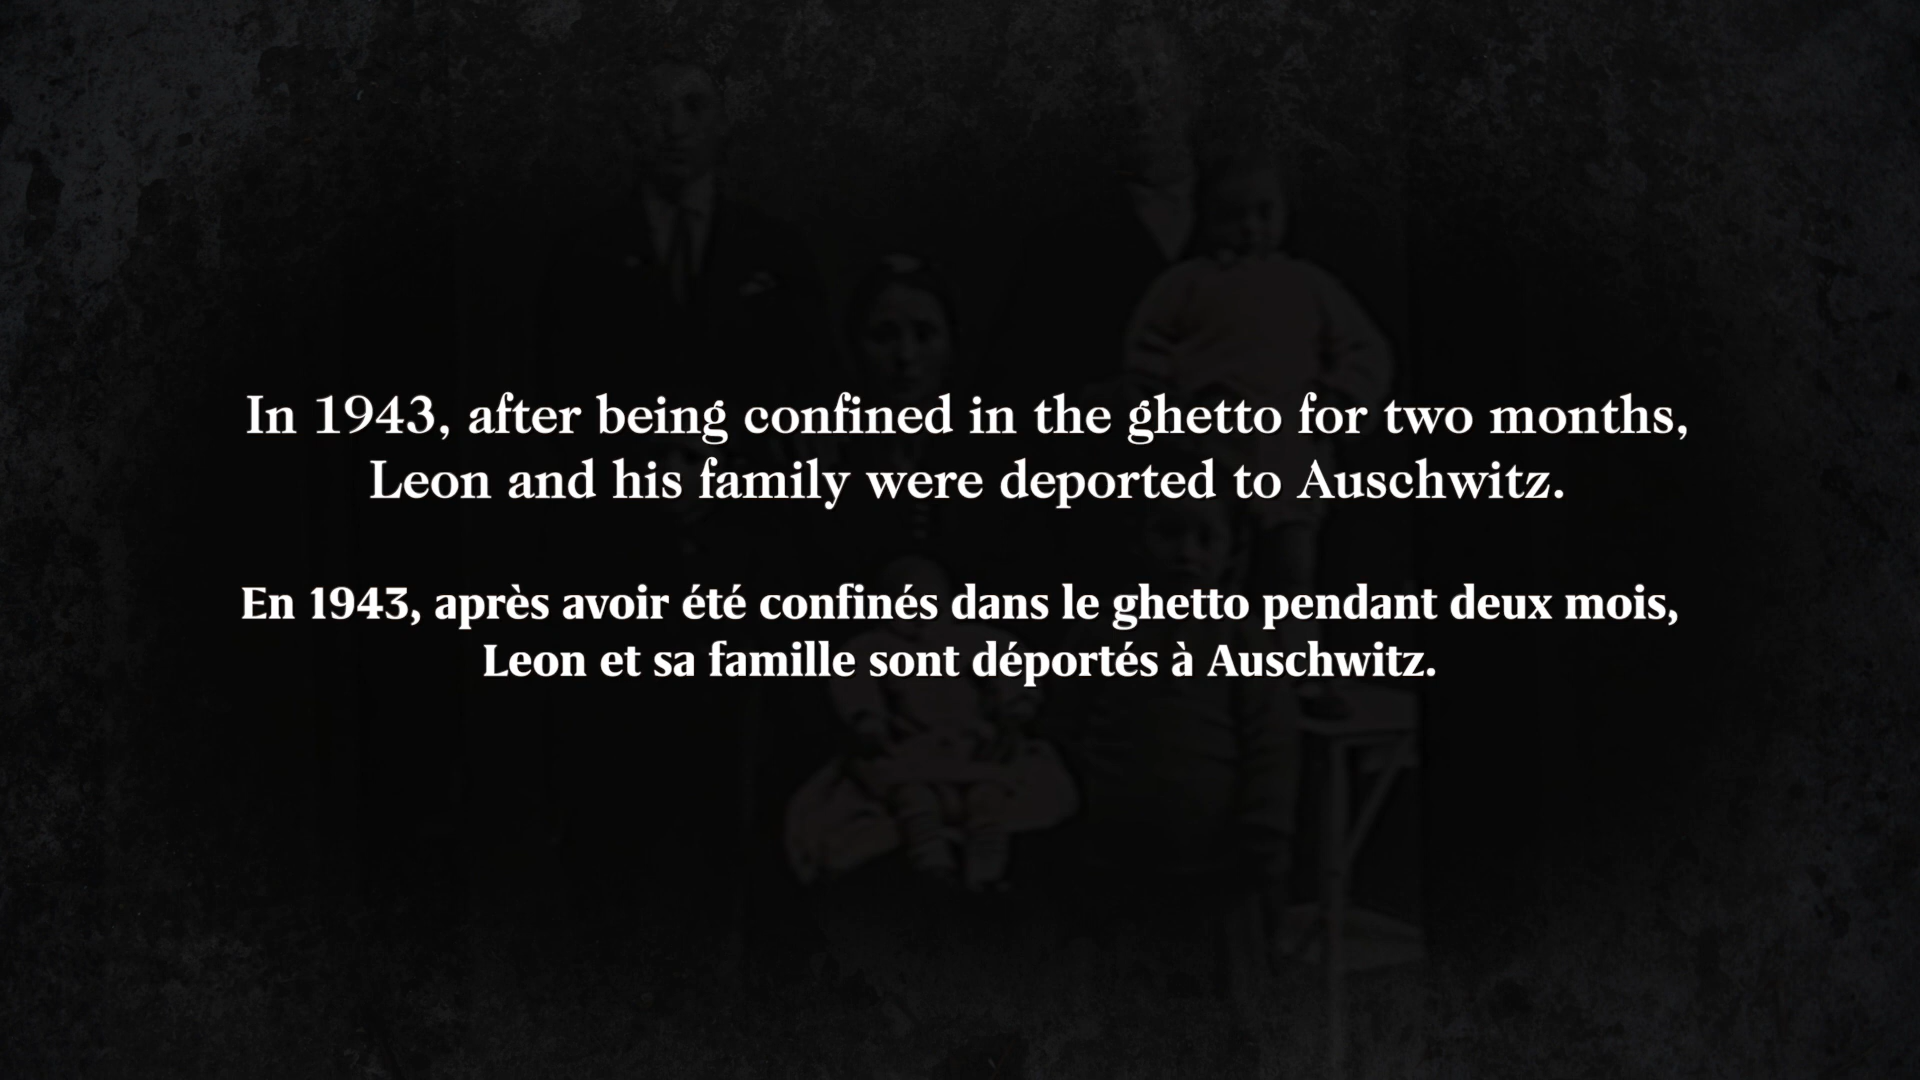 In 1943, after being confined in the ghetto for two months,
Leon and his family were deported to Auschwitz.
En 1943, après avoir été confinés dans le ghetto pendant deux mois,
Leon et sa famille sont déportés à Auschwitz.